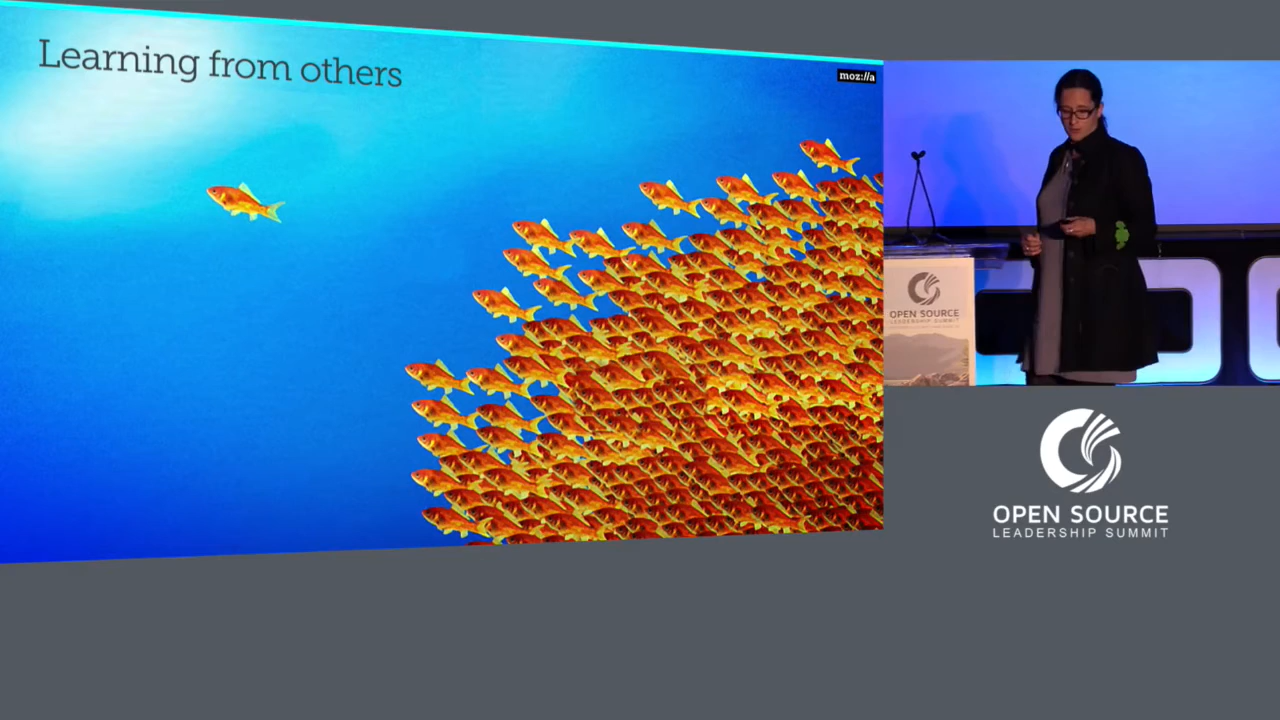 Learning from others
moz://a
OPEN SOURCE
LEADERSHIP SUMMIT
OPEN SOURCE
LEADERSHIP SUMMIT